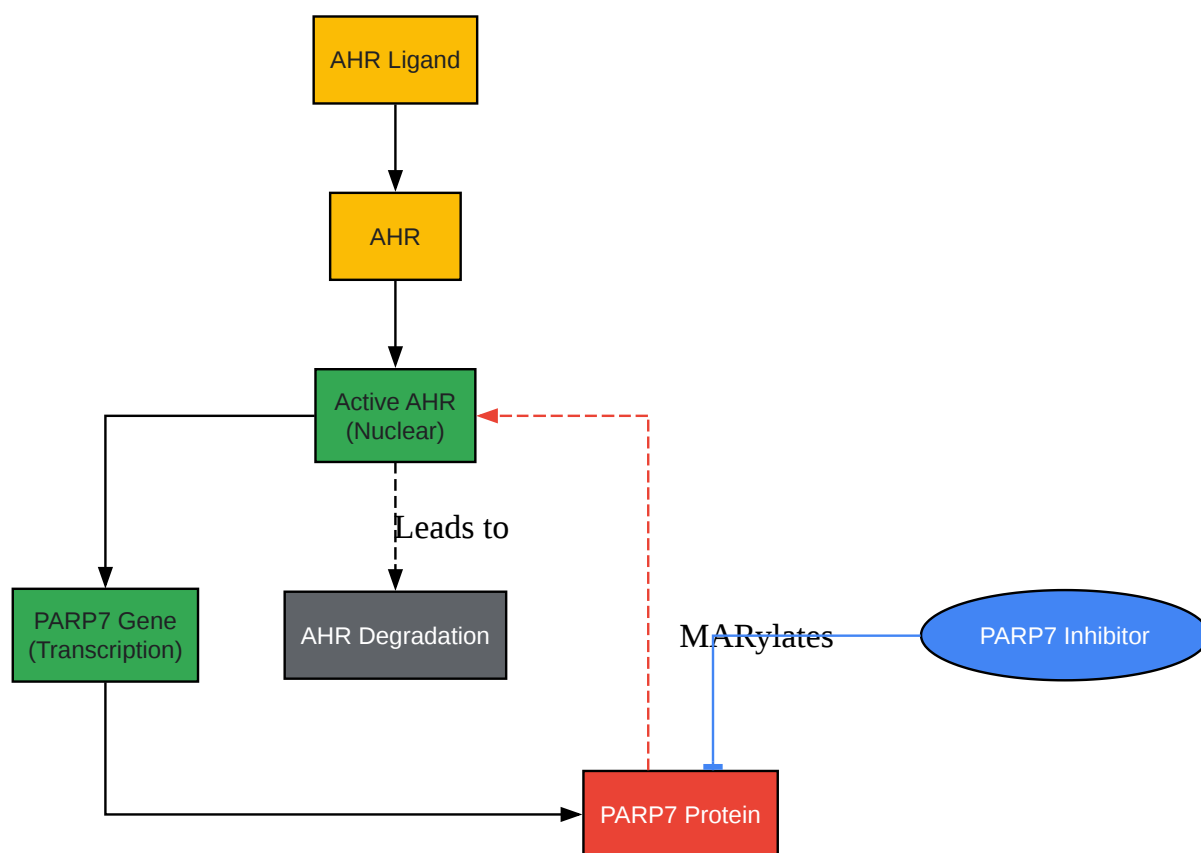 AHR Ligand
AHR
Active AHR
(Nuclear)
Leads to
PARP7 Gene
(Transcription)
AHR Degradation
MARylates
PARP7 Inhibitor
PARP7 Protein